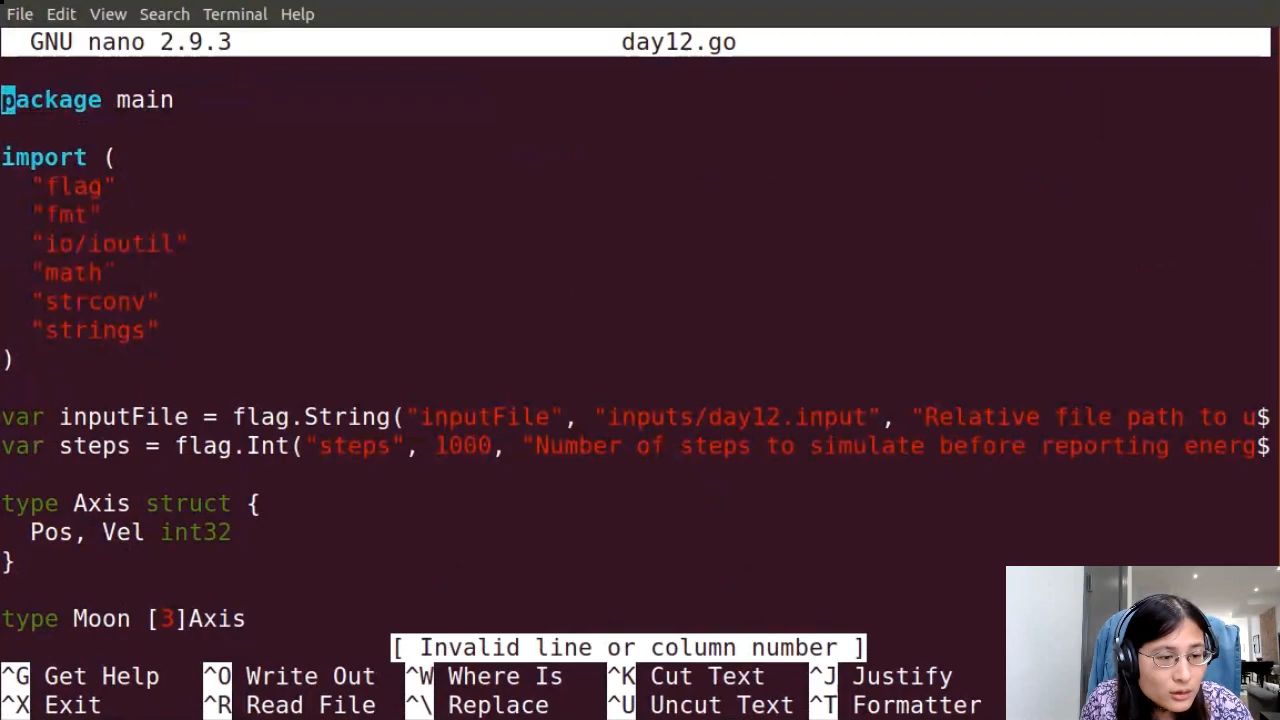 File Edit View Search Terminal Help
GNU nano 2.9.3 day12.go
package main
import (
"flag"
"fmt"
"io/ioutil"
"math"
"strconv"
"strings"
)
var inputFile = flag.String("inputFile", "inputs/day12.input", "Relative file path to u$
var steps = flag.Int("steps", 1000, "Number of steps to simulate before reporting energ$
type Axis struct {
Pos, Vel int32
}
type Moon [3]Axis
[ Invalid line or column number ]
^G Get Help ^O Write Out ^W Where Is ^K Cut Text ^J Justify
^X Exit ^R Read File ^\ Replace ^U Uncut Text ^T Formatter